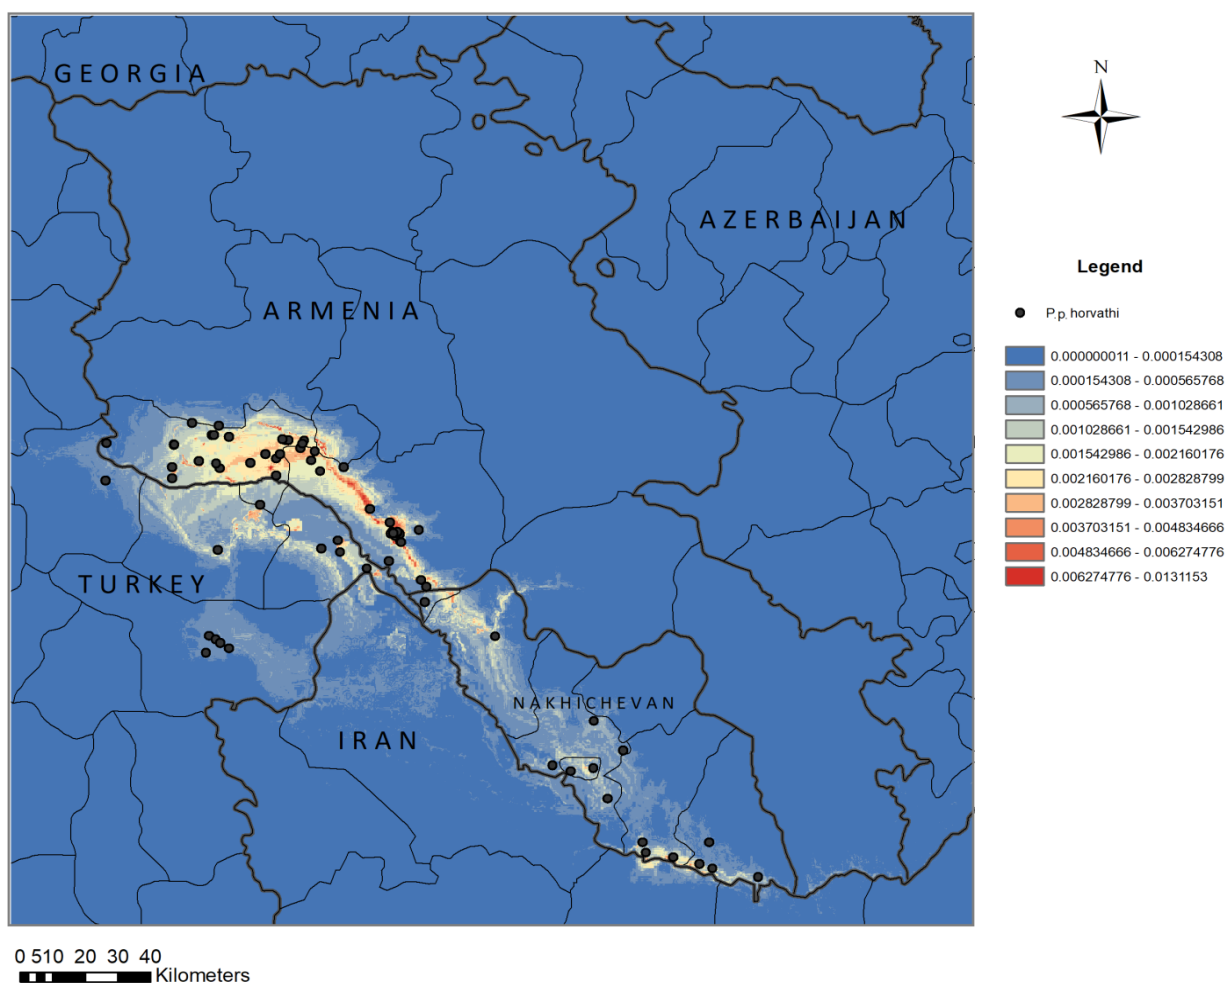 GEORGIA
N
AZERBAIJAN
Legend
ARMENIA
P.p. horvathi
0.000000011 - 0.000154308
0.000154308 - 0.000565768
0.000565768 - 0.001028661
0.001028661 - 0.001542986
0.001542986 - 0.002160176
0.002160176 - 0.002828799
0.002828799 - 0.003703151
0.003703151 - 0.004834666
0.004834666 - 0.006274776
0.006274776 - 0.0131153
TURKEY
NAKHICHEVAN
IRAN
0 510 20 30 40
Kilometers